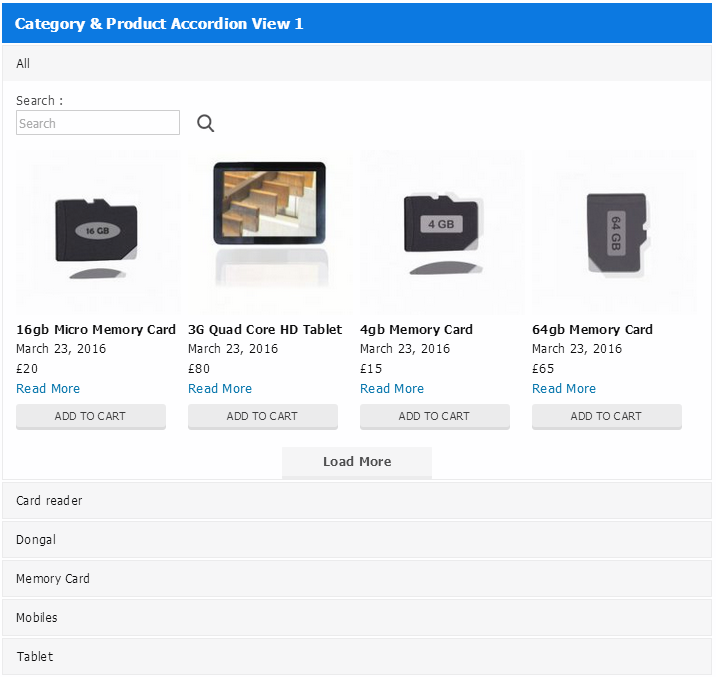 Category & Product Accordion View 1
All
Search :
Search
16 GB
4 GB
64 GB
16gb Micro Memory Card 3G Quad Core HD Tablet 4gb Memory Card 64gb Memory Card
March 23, 2016 March 23, 2016 March 23, 2016 March 23, 2016
£20 £80 £15 £65
Read More Read More Read More Read More
ADD TO CART ADD TO CART ADD TO CART ADD TO CART
Load More
Card reader
Dongal
Memory Card
Mobiles
Tablet